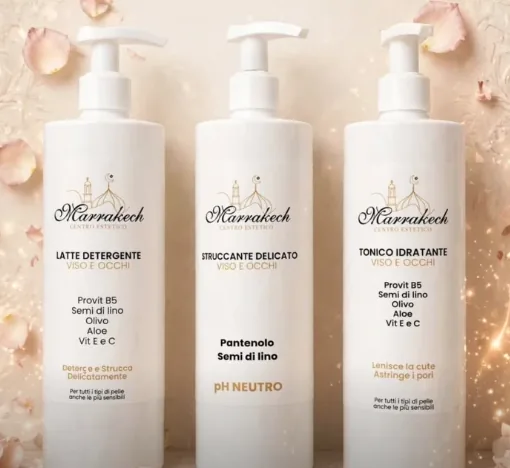 Marrakech
CENTRO ESTETICO
LATTE DETERGENTE
VISO E OCCHI
Provit B5
Semi di lino
Olivo
Aloe
Vit E e C
Deterge e Strucca
Delicatamente
Per tutti i tipi di pelle
anche le più sensibili
Marrakech
CENTRO ESTETICO
STRUCCANTE DELICATO
VISO E OCCHI
Pantenolo
Semi di lino
pH NEUTRO
Marrakech
CENTRO ESTETICO
TONICO IDRATANTE
VISO E OCCHI
Provit B5
Semi di lino
Olivo
Aloe
Vit E e C
Lenisce la cute
Astringe i pori
Per tutti i tipi di pelle
anche le più sensibili